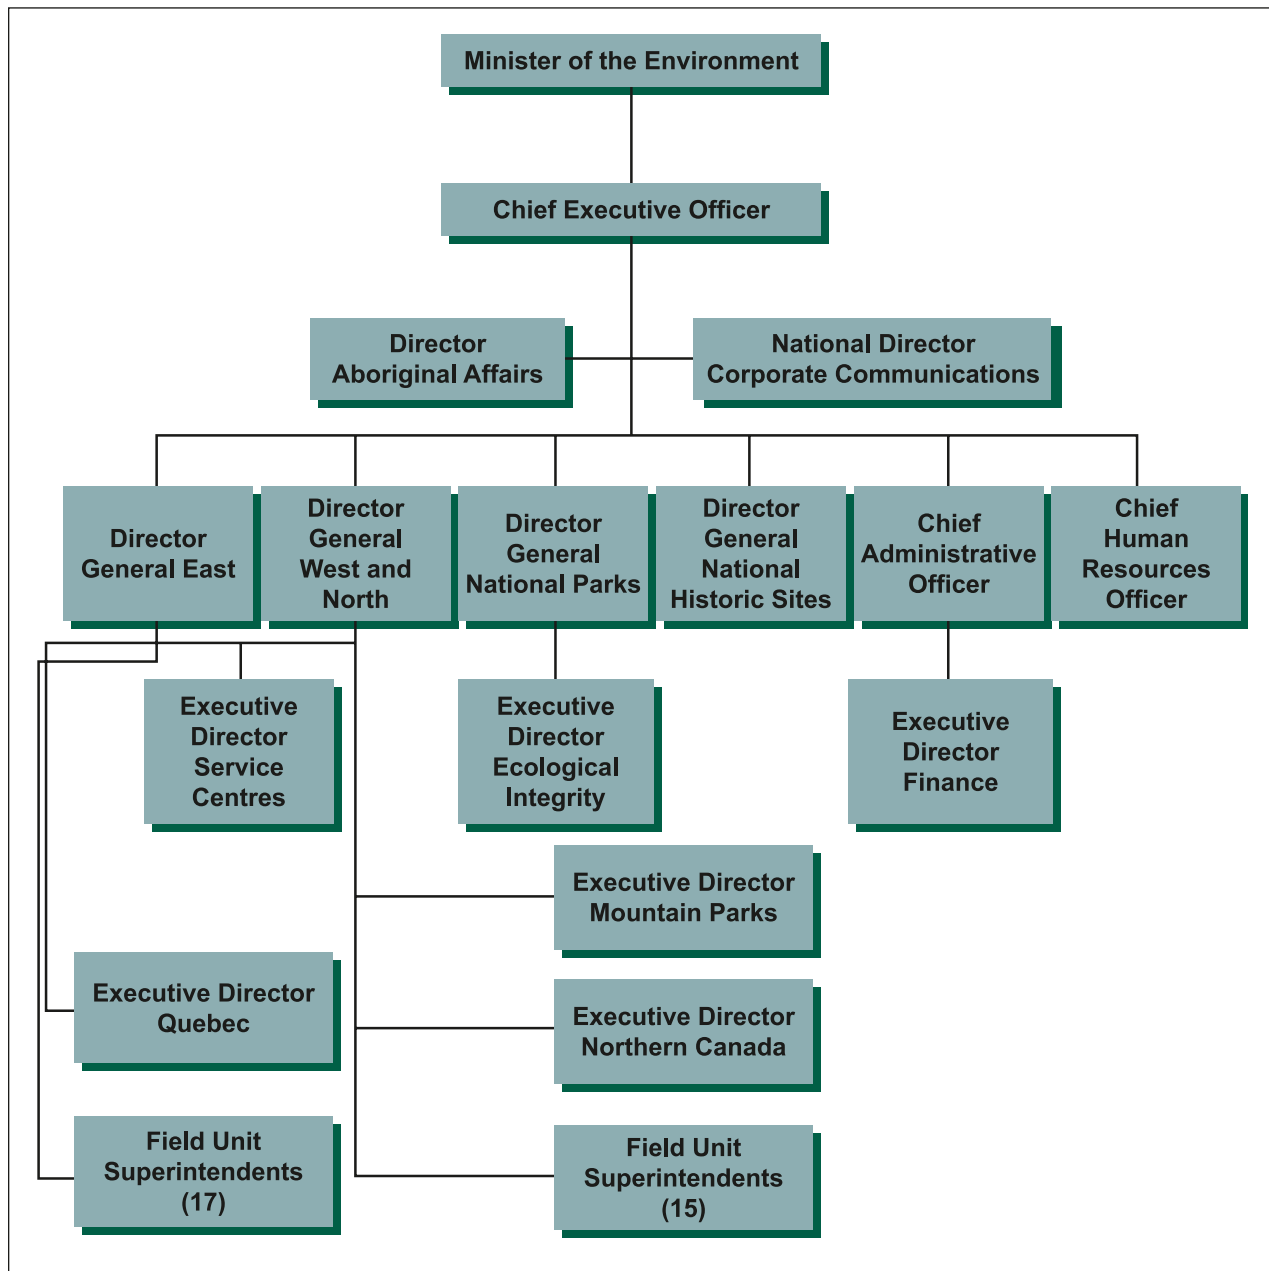 Minister of the Environment
Chief Executive Officer
Director
Aboriginal Affairs
National Director
Corporate Communications
Director
General East
Director
General
West and
North
Director
General
National Parks
Director
General
National
Historic Sites
Chief
Administrative
Officer
Chief
Human
Resources
Officer
Executive
Director
Service
Centres
Executive
Director
Ecological
Integrity
Executive
Director
Finance
Executive Director
Mountain Parks
Executive Director
Quebec
Executive Director
Northern Canada
Field Unit
Superintendents
(17)
Field Unit
Superintendents
(15)